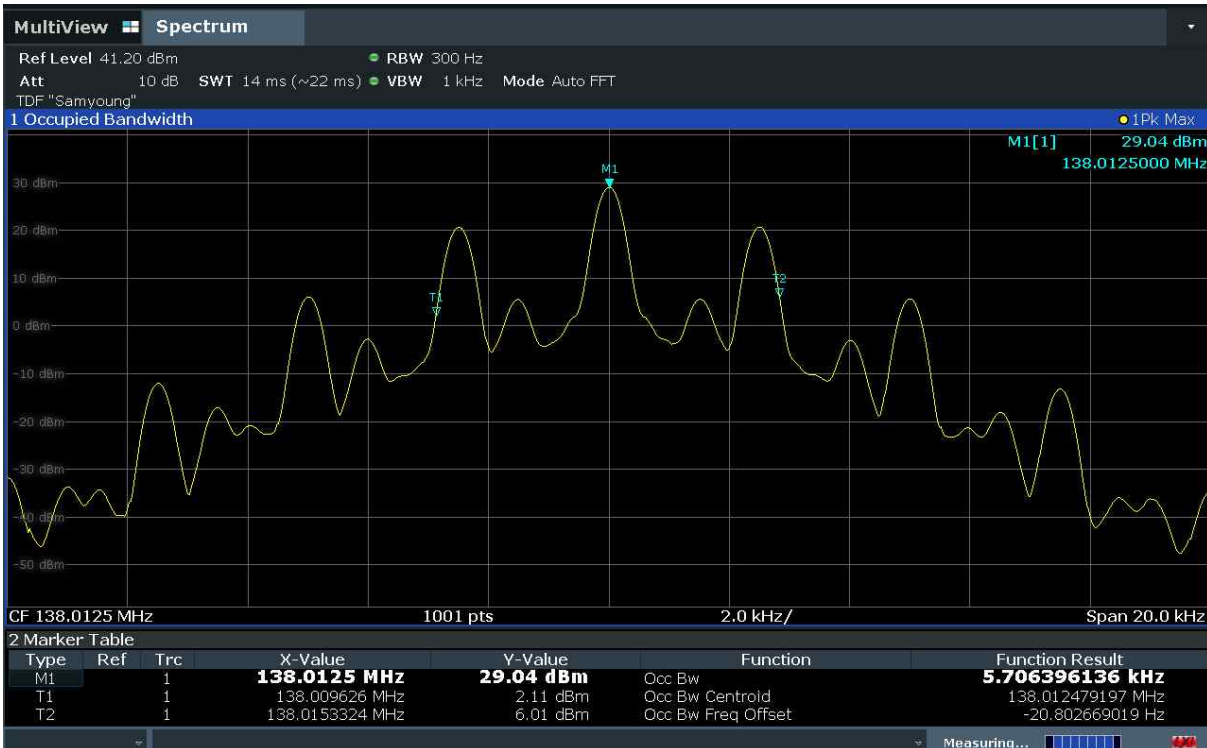 MultiView Spectrum
Ref Level 41.20 dBm RBW 300 Hz
Att 10 dB SWT 14 ms (~22 ms) VBW 1 kHz Mode Auto FFT
TDF "Samyoung"
1 Occupied Bandwidth 1Pk Max
M1[1] 29.04 dBm
138.0125000 MHz
M1
30 dBm
20 dBm
T2
10 dBm
T1
0 dBm
-10 dBm
-20 dBm
-30 dBm
-40 dBm
-50 dBm
CF 138.0125 MHz 1001 pts 2.0 kHz/ Span 20.0 kHz
2 Marker Table
Type Ref Trc X-Value Y-Value Function Function Result
M1 1 138.0125 MHz 29.04 dBm Occ Bw 5.706396136 kHz
T1 1 138.009626 MHz 2.11 dBm Occ Bw Centroid 138.012479197 MHz
T2 1 138.0153324 MHz 6.01 dBm Occ Bw Freq Offset -20.802669019 Hz
Measuring...